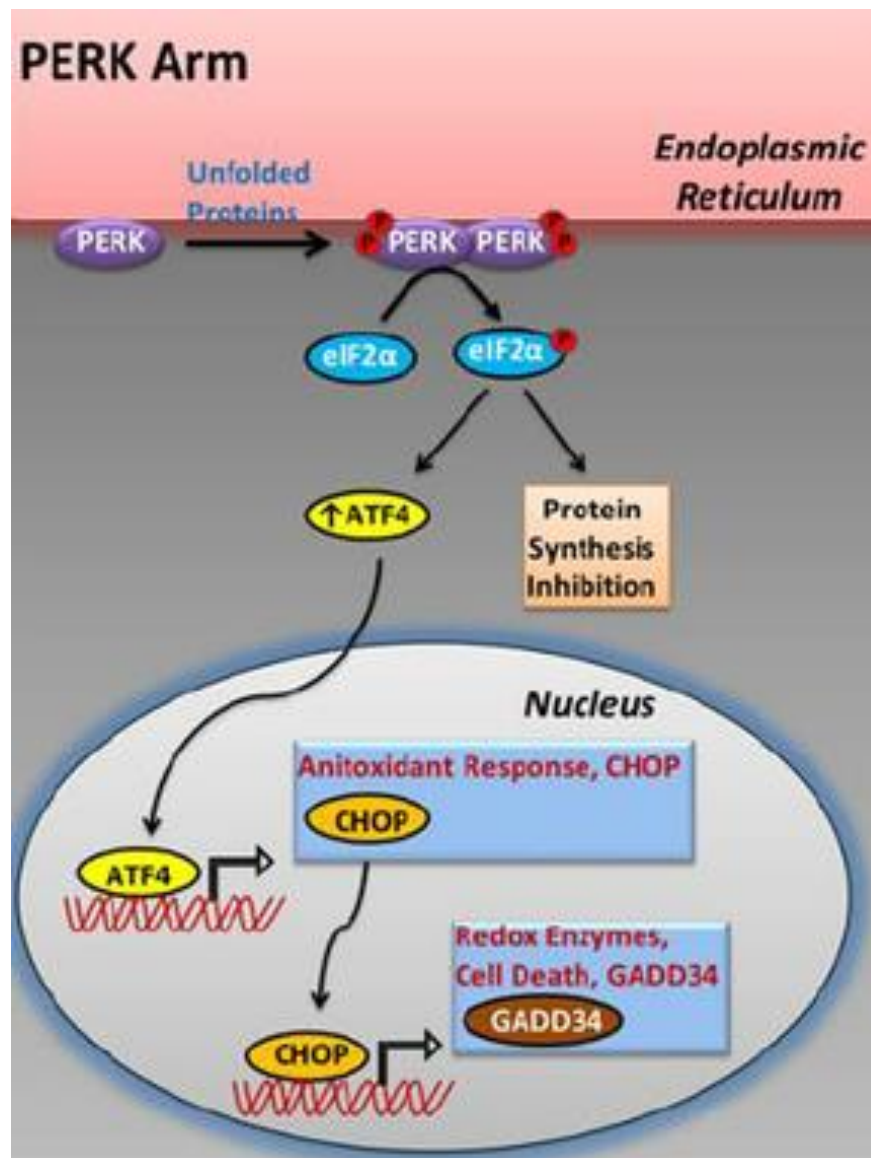 PERK Arm
Endoplasmic
Reticulum
Unfolded
Proteins
PERK
P
P
PERK
PERK
P
P
eIF2α
eIF2α
P
↑ATF4
Protein
Synthesis
Inhibition
Nucleus
Anitoxidant Response, CHOP
CHOP
ATF4
Redox Enzymes,
Cell Death, GADD34
GADD34
CHOP